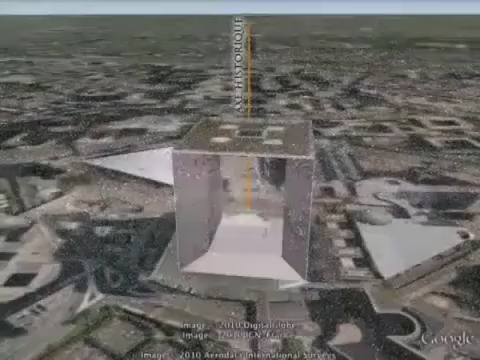 AXE HISTORIQUE
Image © 2010 DigitalGlobe
Image © 2010 IGN France
Image © 2010 Aerodata International Surveys
Google